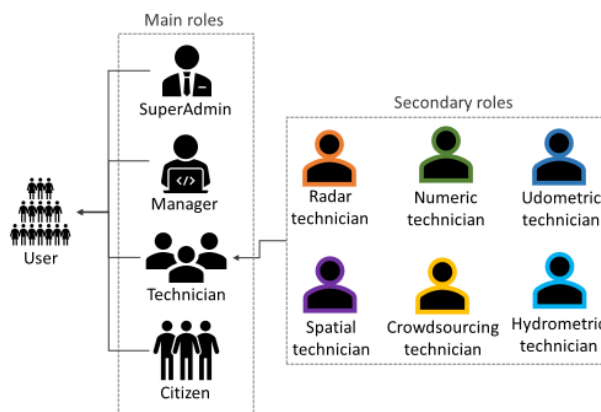 Main roles
SuperAdmin
Manager
Technician
Citizen
User
Secondary roles
Radar
technician
Numeric
technician
Udometric
technician
Spatial
technician
Crowdsourcing
technician
Hydrometric
technician